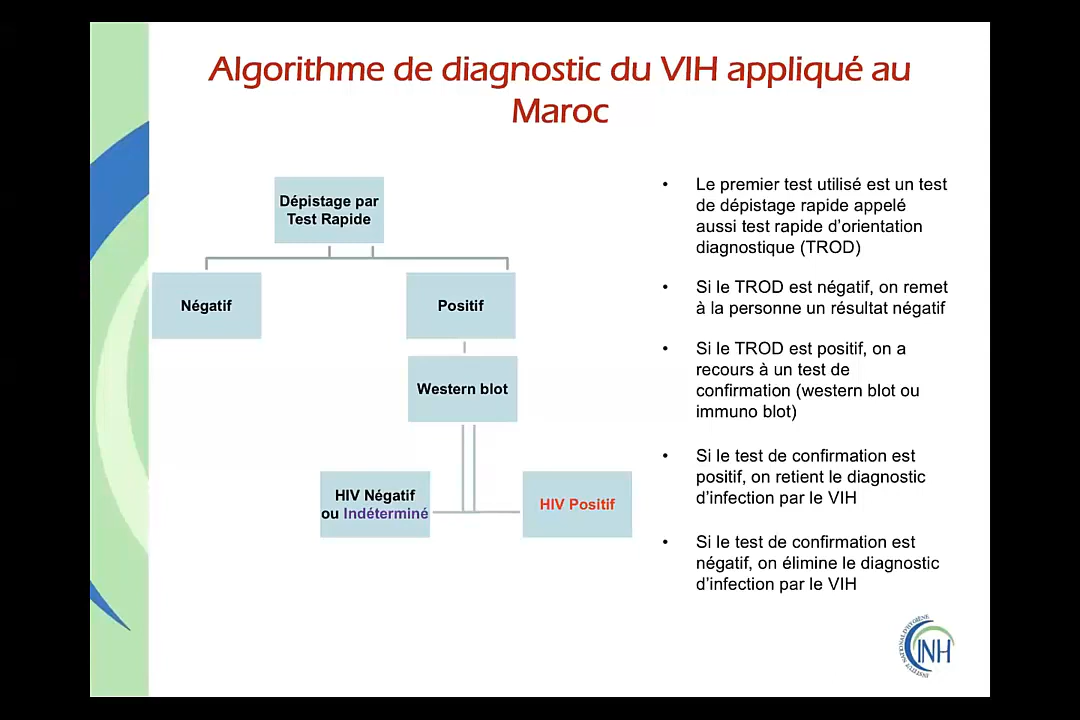 Algorithme de diagnostic du VIH appliqué au
Maroc
Dépistage par
Test Rapide
Négatif
Positif
Western blot
HIV Négatif
ou Indéterminé
HIV Positif
• Le premier test utilisé est un test
de dépistage rapide appelé
aussi test rapide d'orientation
diagnostique (TROD)
• Si le TROD est négatif, on remet
à la personne un résultat négatif
• Si le TROD est positif, on a
recours à un test de
confirmation (western blot ou
immuno blot)
• Si le test de confirmation est
positif, on retient le diagnostic
d'infection par le VIH
• Si le test de confirmation est
négatif, on élimine le diagnostic
d'infection par le VIH
INSTITUT NATIONAL D'HYGIÈNE
INH